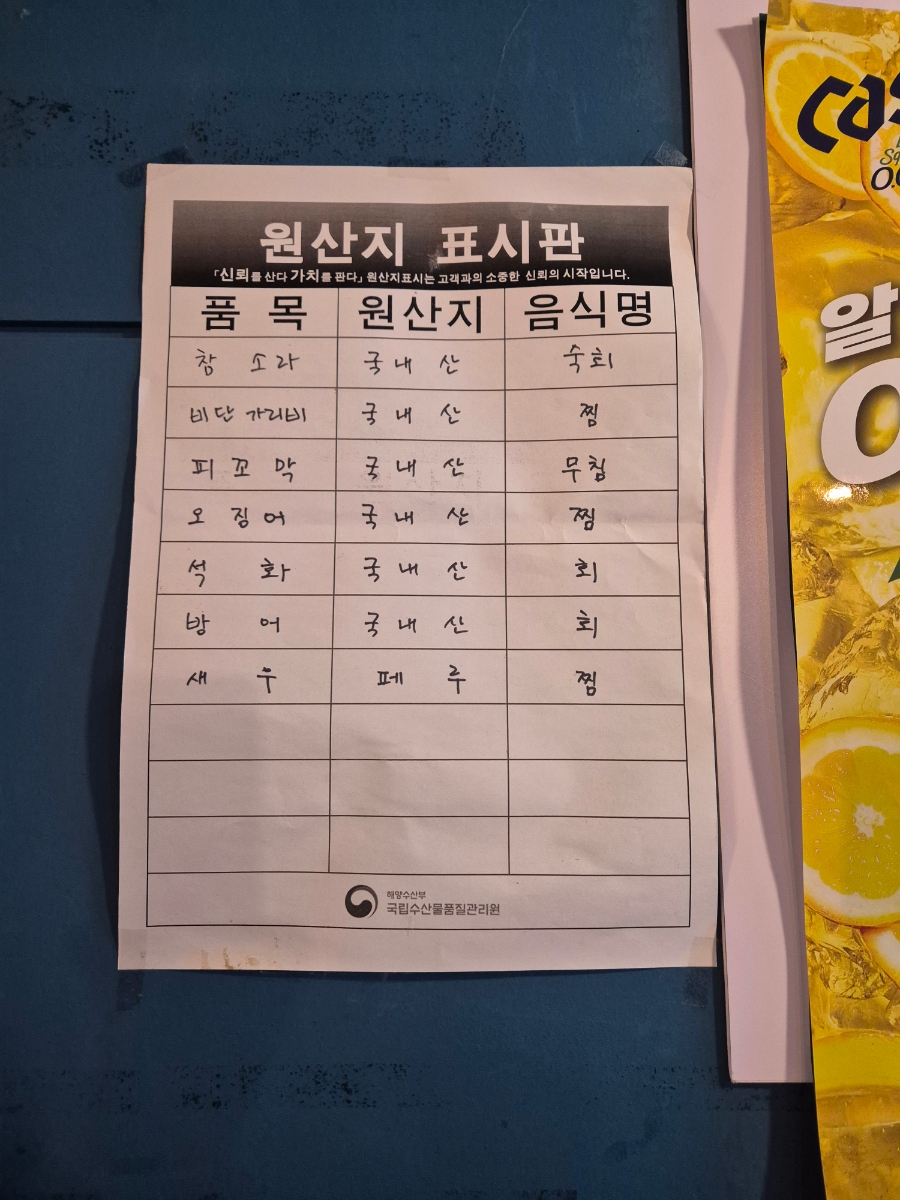 원산지 표시판
「신뢰를 산다 가치를 판다」 원산지표시는 고객과의 소중한 신뢰의 시작입니다.
품 목 원산지 음식명
참 소라 국내 산 숙회
비단 가리비 국내 산 찜
피 꼬 막 국내 산 무침
오 징 어 국내 산 찜
석 화 국내 산 회
방 어 국내 산 회
새 우 페 루 찜
해양수산부
국립수산물품질관리원
cas
0.0
알